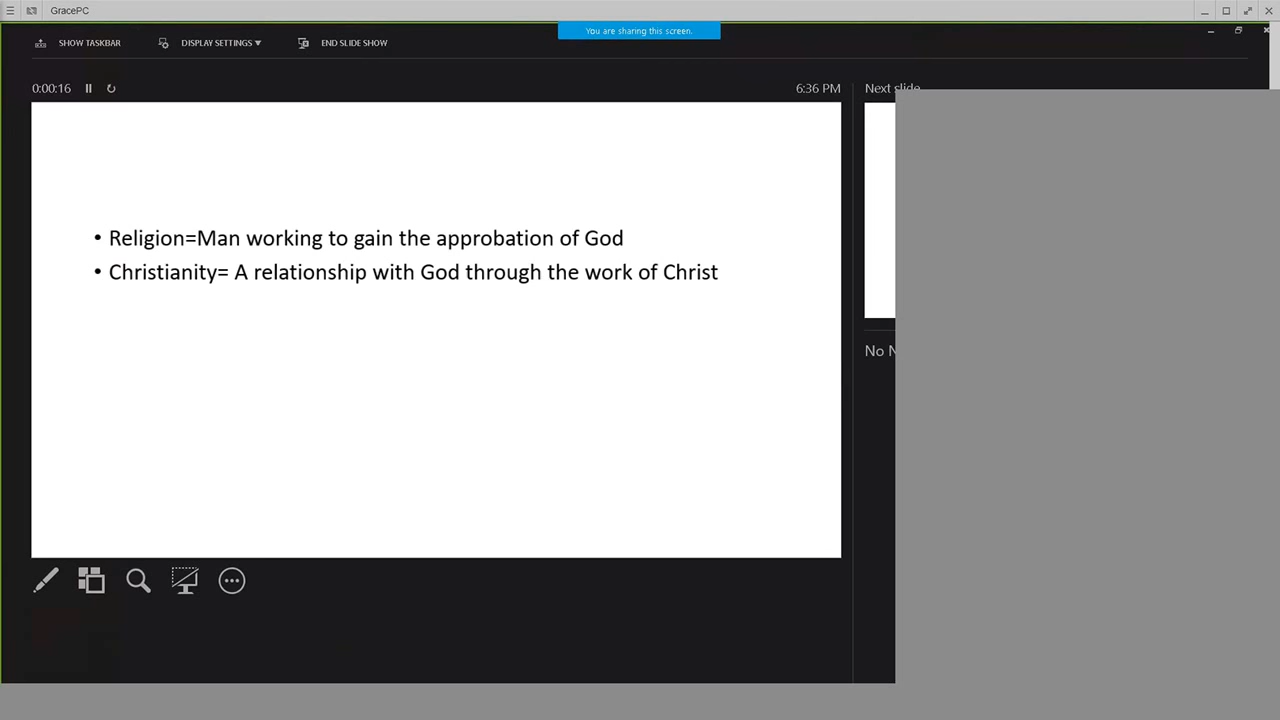 GracePC
You are sharing this screen.
SHOW TASKBAR
DISPLAY SETTINGS
END SLIDE SHOW
0:00:16
6:36 PM
Next slide
• Religion=Man working to gain the approbation of God
• Christianity= A relationship with God through the work of Christ
No N